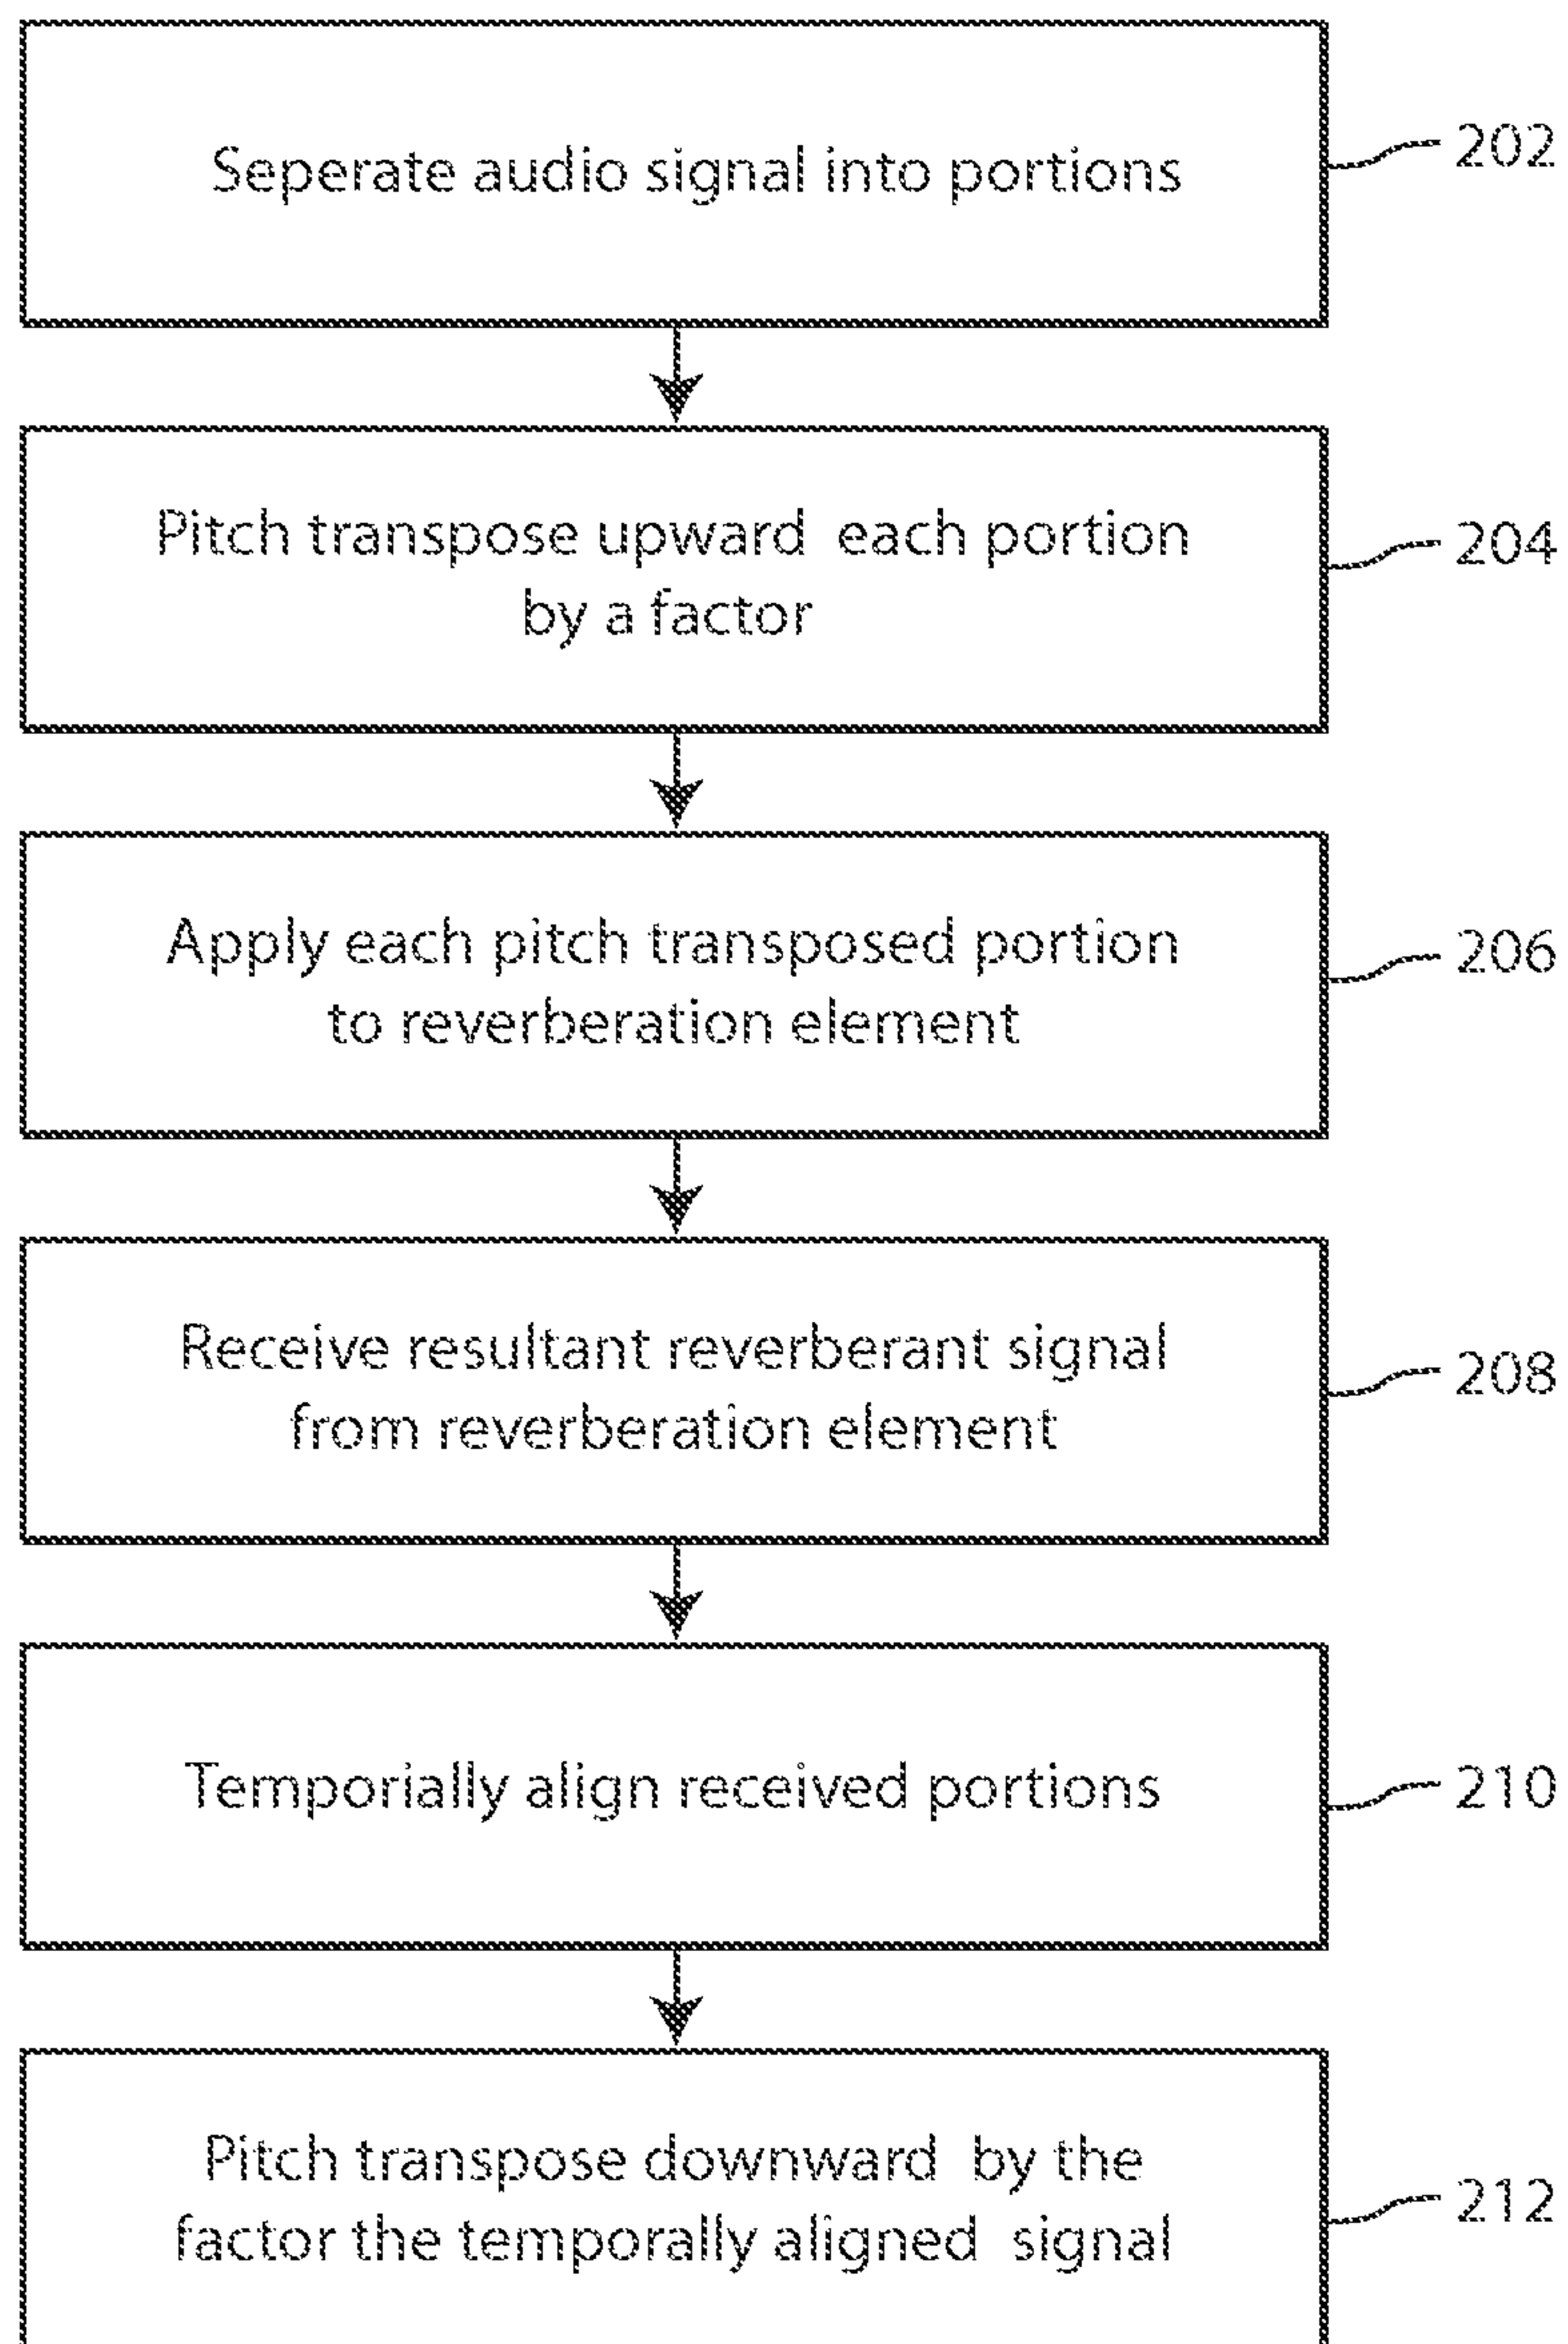 Seperate audio signal into portions
202
Pitch transpose upward each portion
by a factor
204
Apply each pitch transposed portion
to reverberation element
206
Receive resultant reverberant signal
from reverberation element
208
Temporially align received portions
210
Pitch transpose downward by the
factor the temporally aligned signal
212